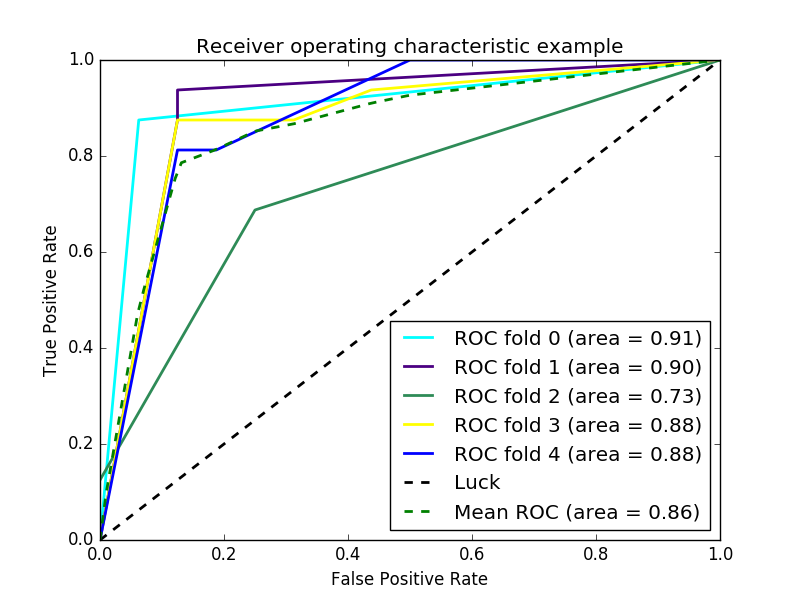 Receiver operating characteristic example
1.0
0.8
0.6
0.4
0.2
0.0
True Positive Rate
ROC fold 0 (area = 0.91)
ROC fold 1 (area = 0.90)
ROC fold 2 (area = 0.73)
ROC fold 3 (area = 0.88)
ROC fold 4 (area = 0.88)
Luck
Mean ROC (area = 0.86)
0.0 0.2 0.4 0.6 0.8 1.0
False Positive Rate